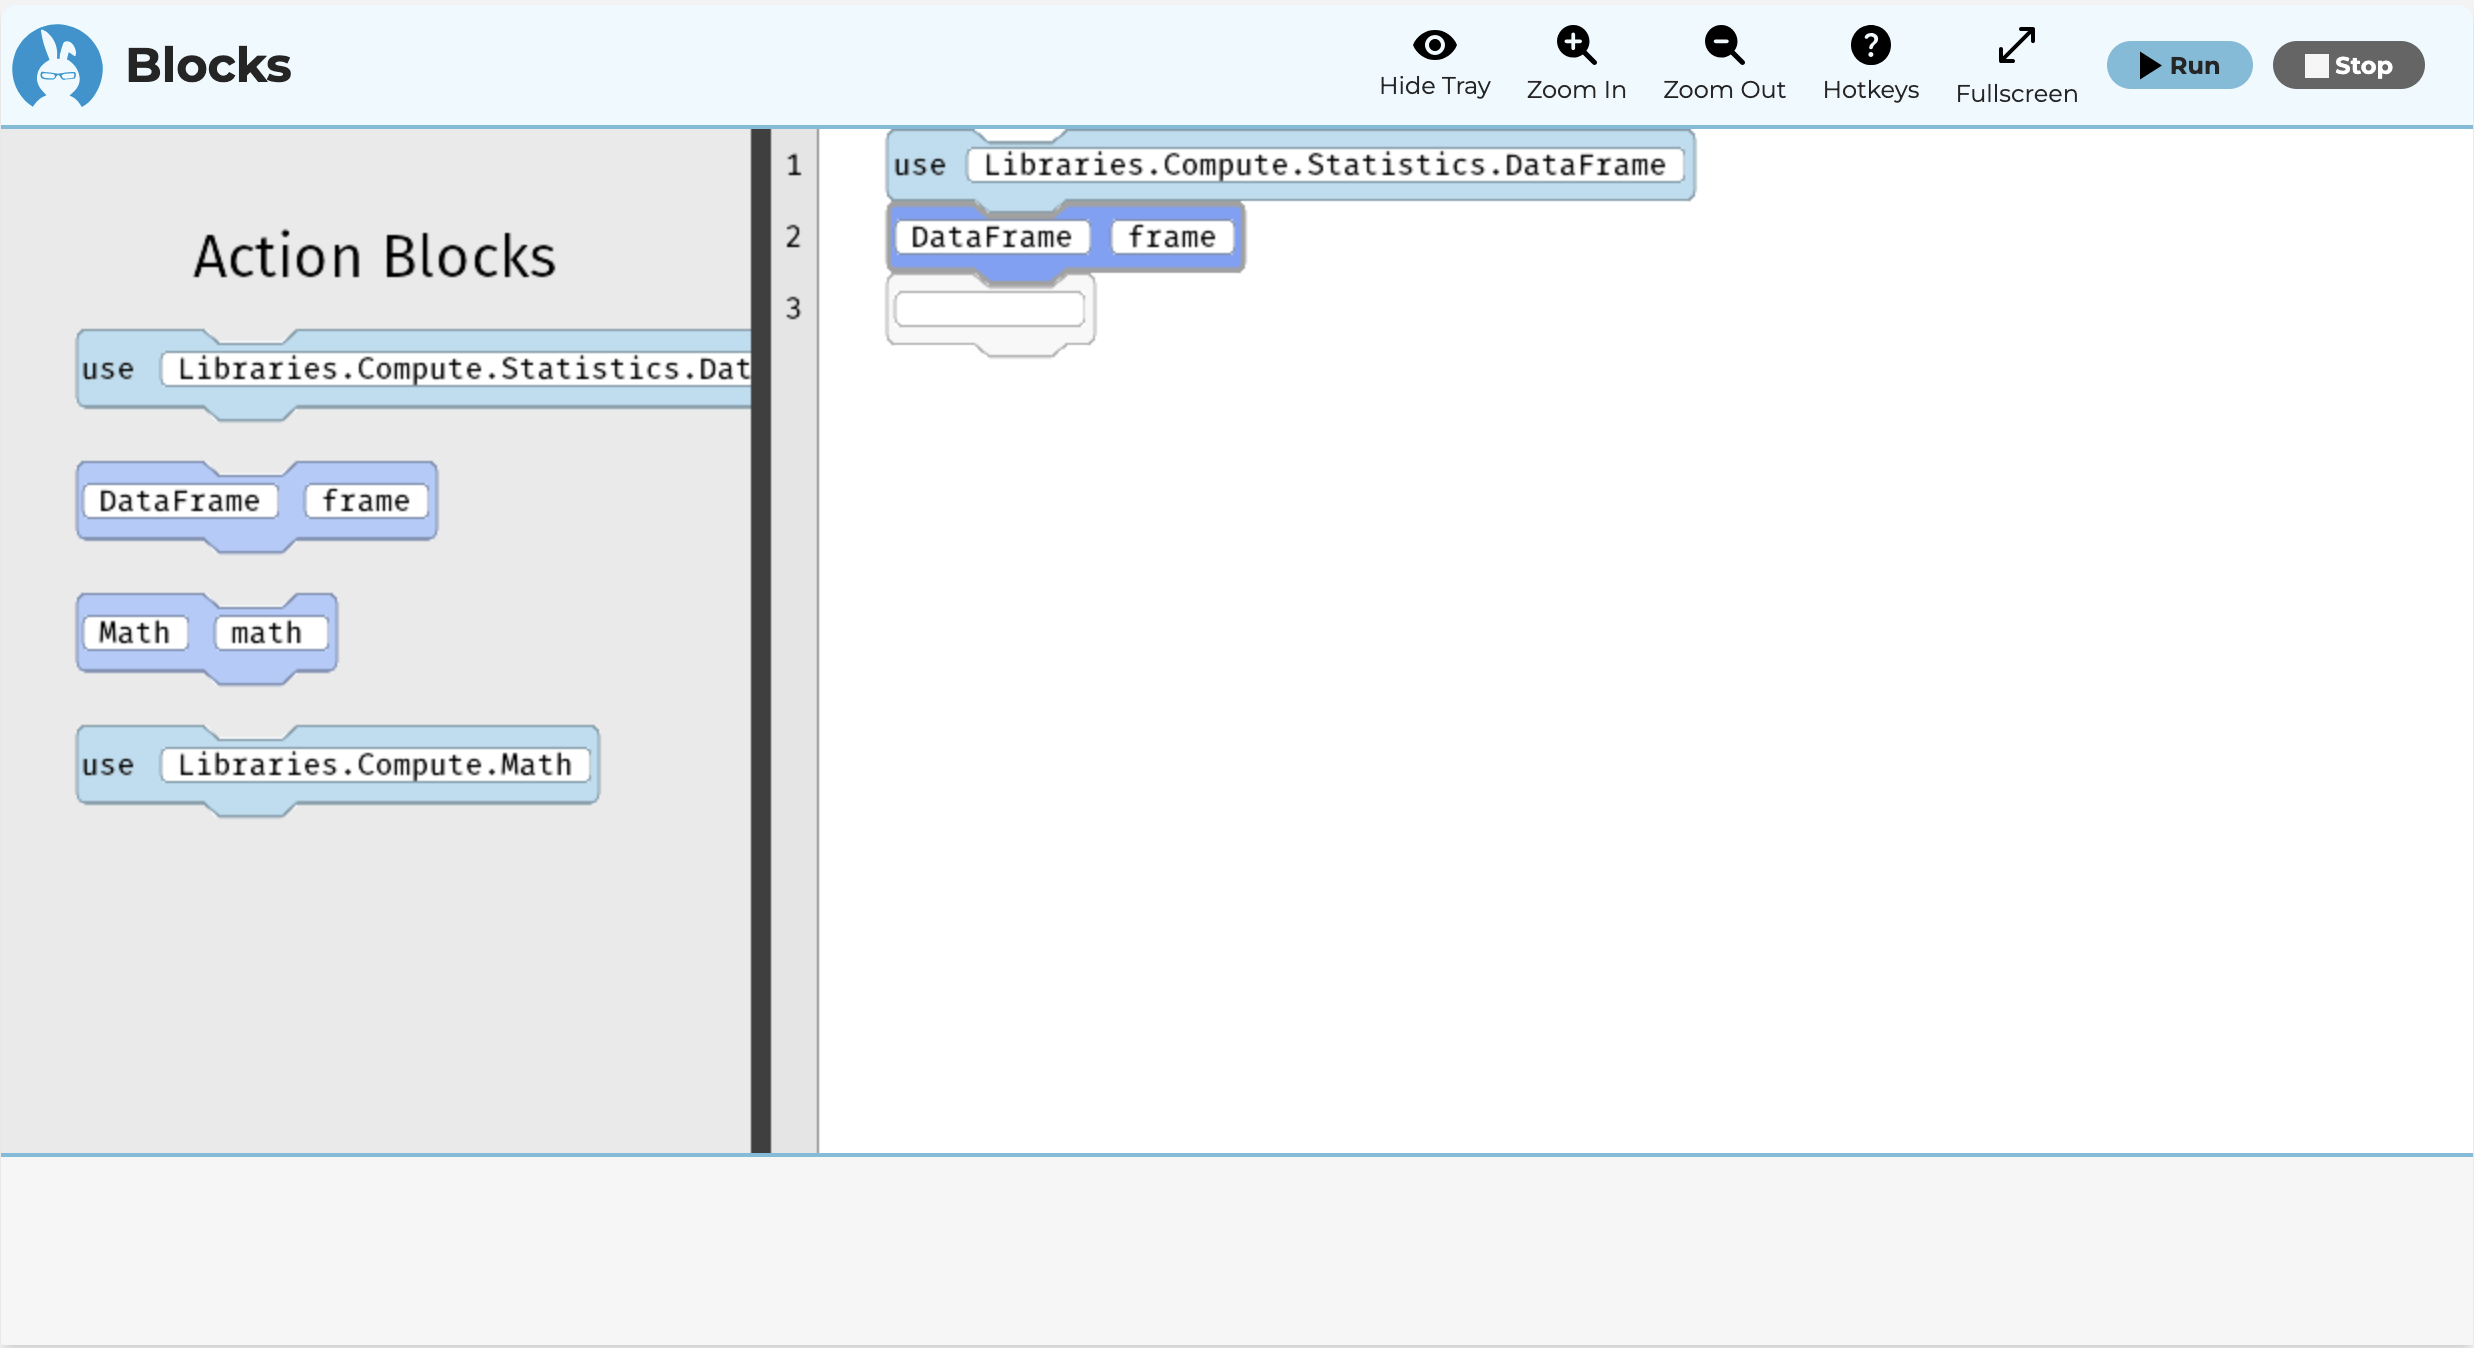 Blocks
Hide Tray
Zoom In
Zoom Out
Hotkeys
Fullscreen
Run
Stop
Action Blocks
use Libraries.Compute.Statistics.Dat
DataFrame frame
Math math
use Libraries.Compute.Math
1 use Libraries.Compute.Statistics.DataFrame
2 DataFrame frame
3